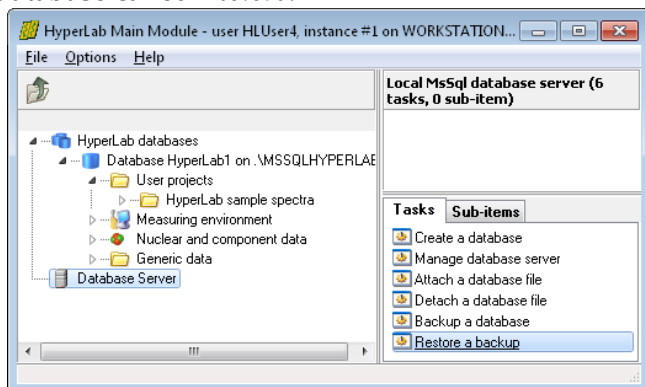 HyperLab Main Module - user HLUser4, instance #1 on WORKSTATION...
File Options Help
Local MsSql database server (6
tasks, 0 sub-item)
HyperLab databases
Database HyperLab1 on .\MSSQLHYPERLAB
User projects
HyperLab sample spectra
Measuring environment
Nuclear and component data
Generic data
Database Server
Tasks Sub-items
Create a database
Manage database server
Attach a database file
Detach a database file
Backup a database
Restore a backup